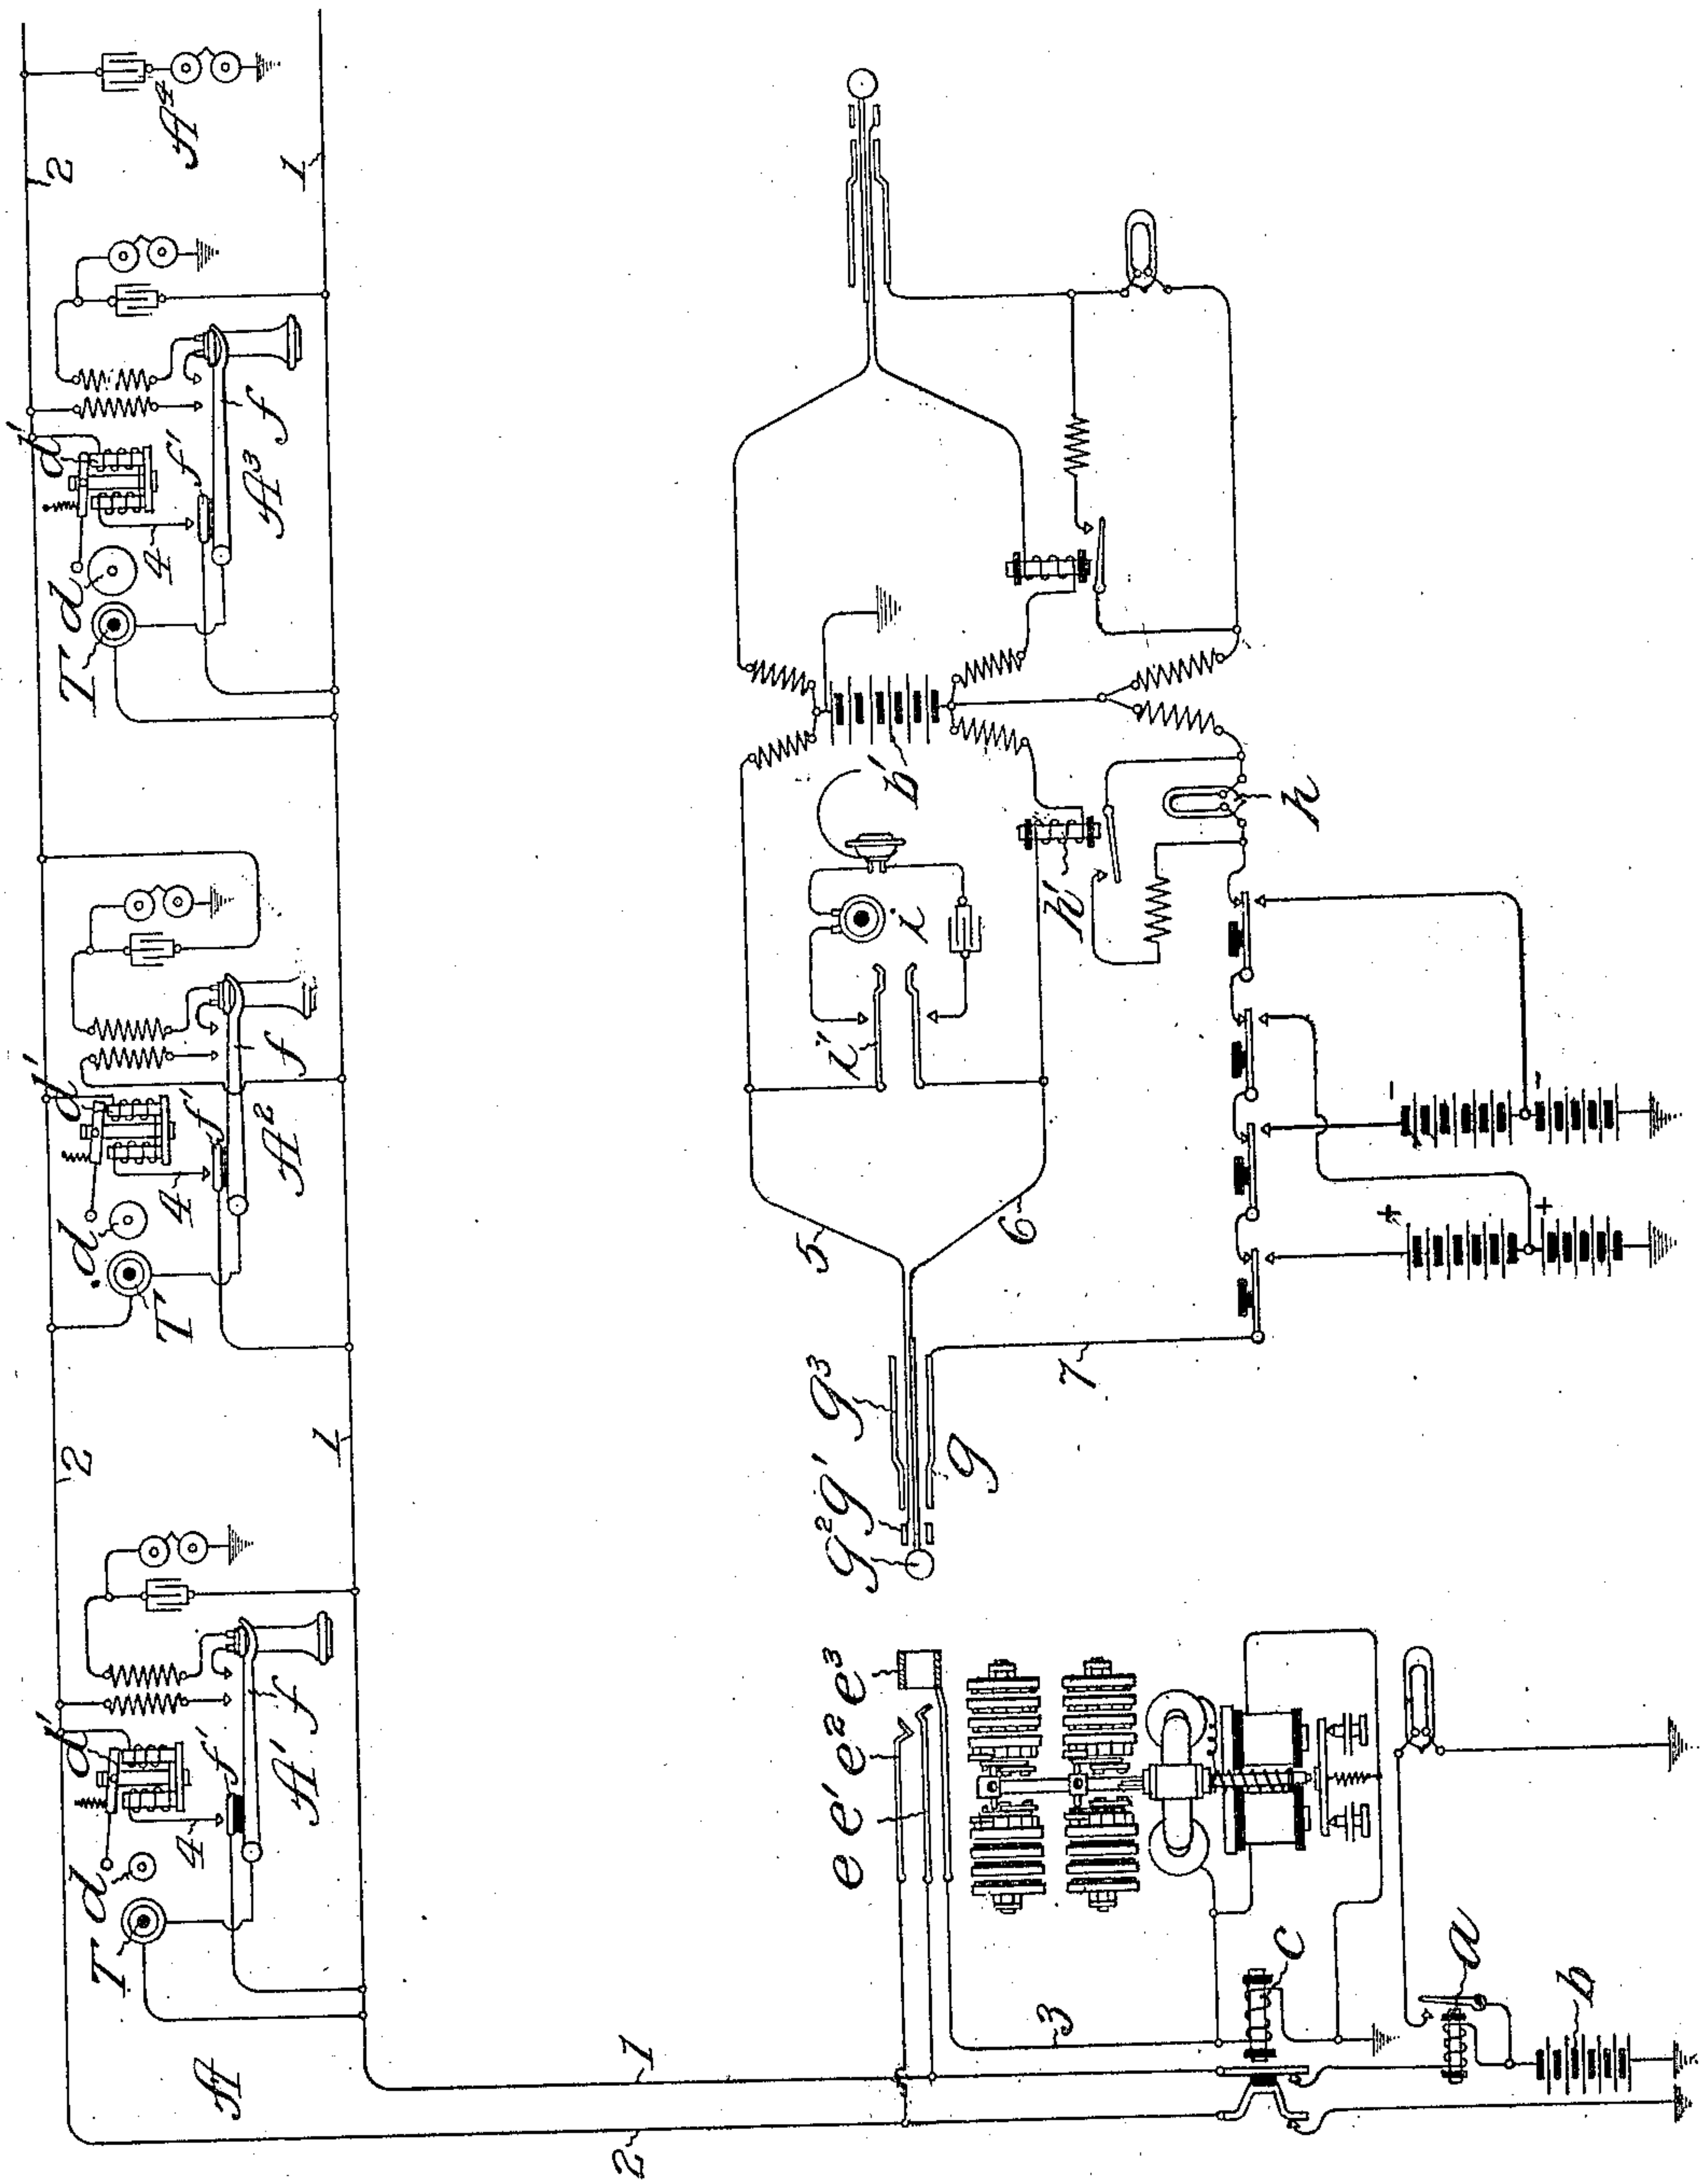 2
A⁴
1
d'
f'
f
A³
4
d
T
d'
f'
f
A²
4
d
T
2
1
d'
f'
f
A'
4
d
T
A
1
2
b'
i
i'
h'
h
5
6
7
g² g' g³
g
+
+
-
-
e e' e² e³
3
c
a
b